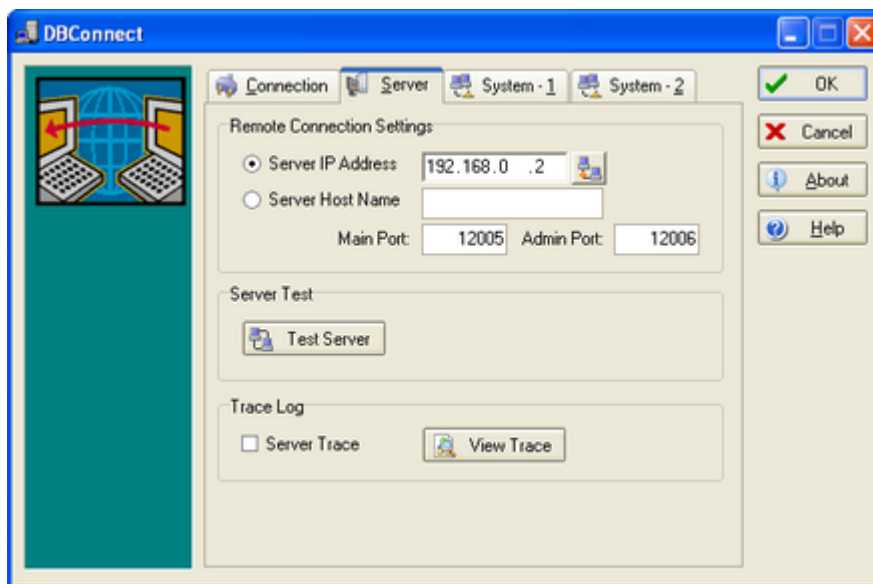 DBConnect
Connection Server System - 1 System - 2
OK
Cancel
About
Help
Remote Connection Settings
Server IP Address 192.168.0 .2
Server Host Name
Main Port: 12005 Admin Port: 12006
Server Test
Test Server
Trace Log
Server Trace View Trace